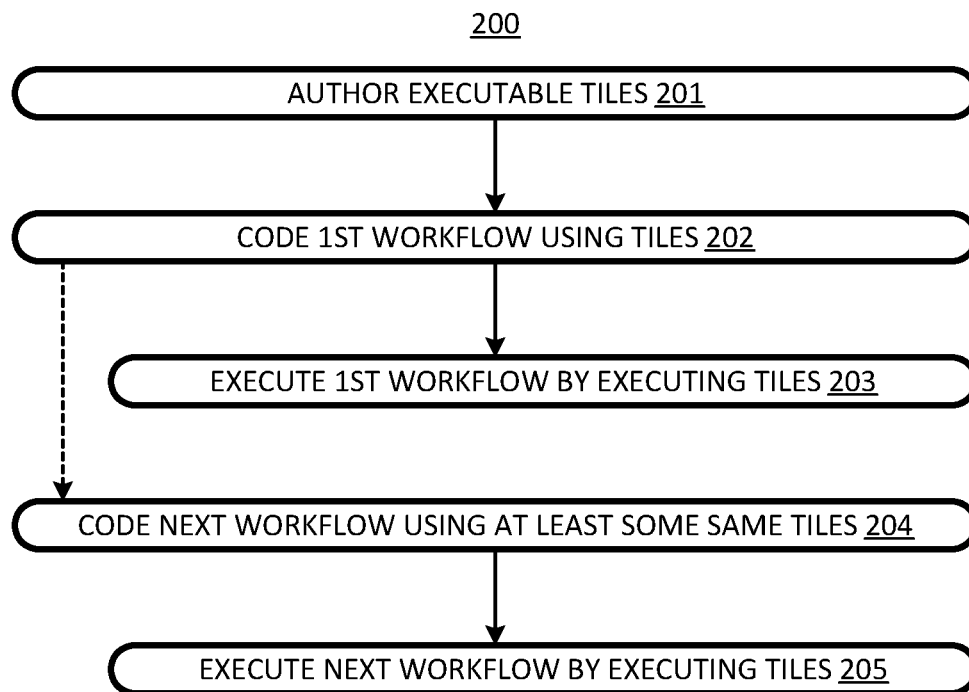 200
AUTHOR EXECUTABLE TILES 201
CODE 1ST WORKFLOW USING TILES 202
EXECUTE 1ST WORKFLOW BY EXECUTING TILES 203
CODE NEXT WORKFLOW USING AT LEAST SOME SAME TILES 204
EXECUTE NEXT WORKFLOW BY EXECUTING TILES 205